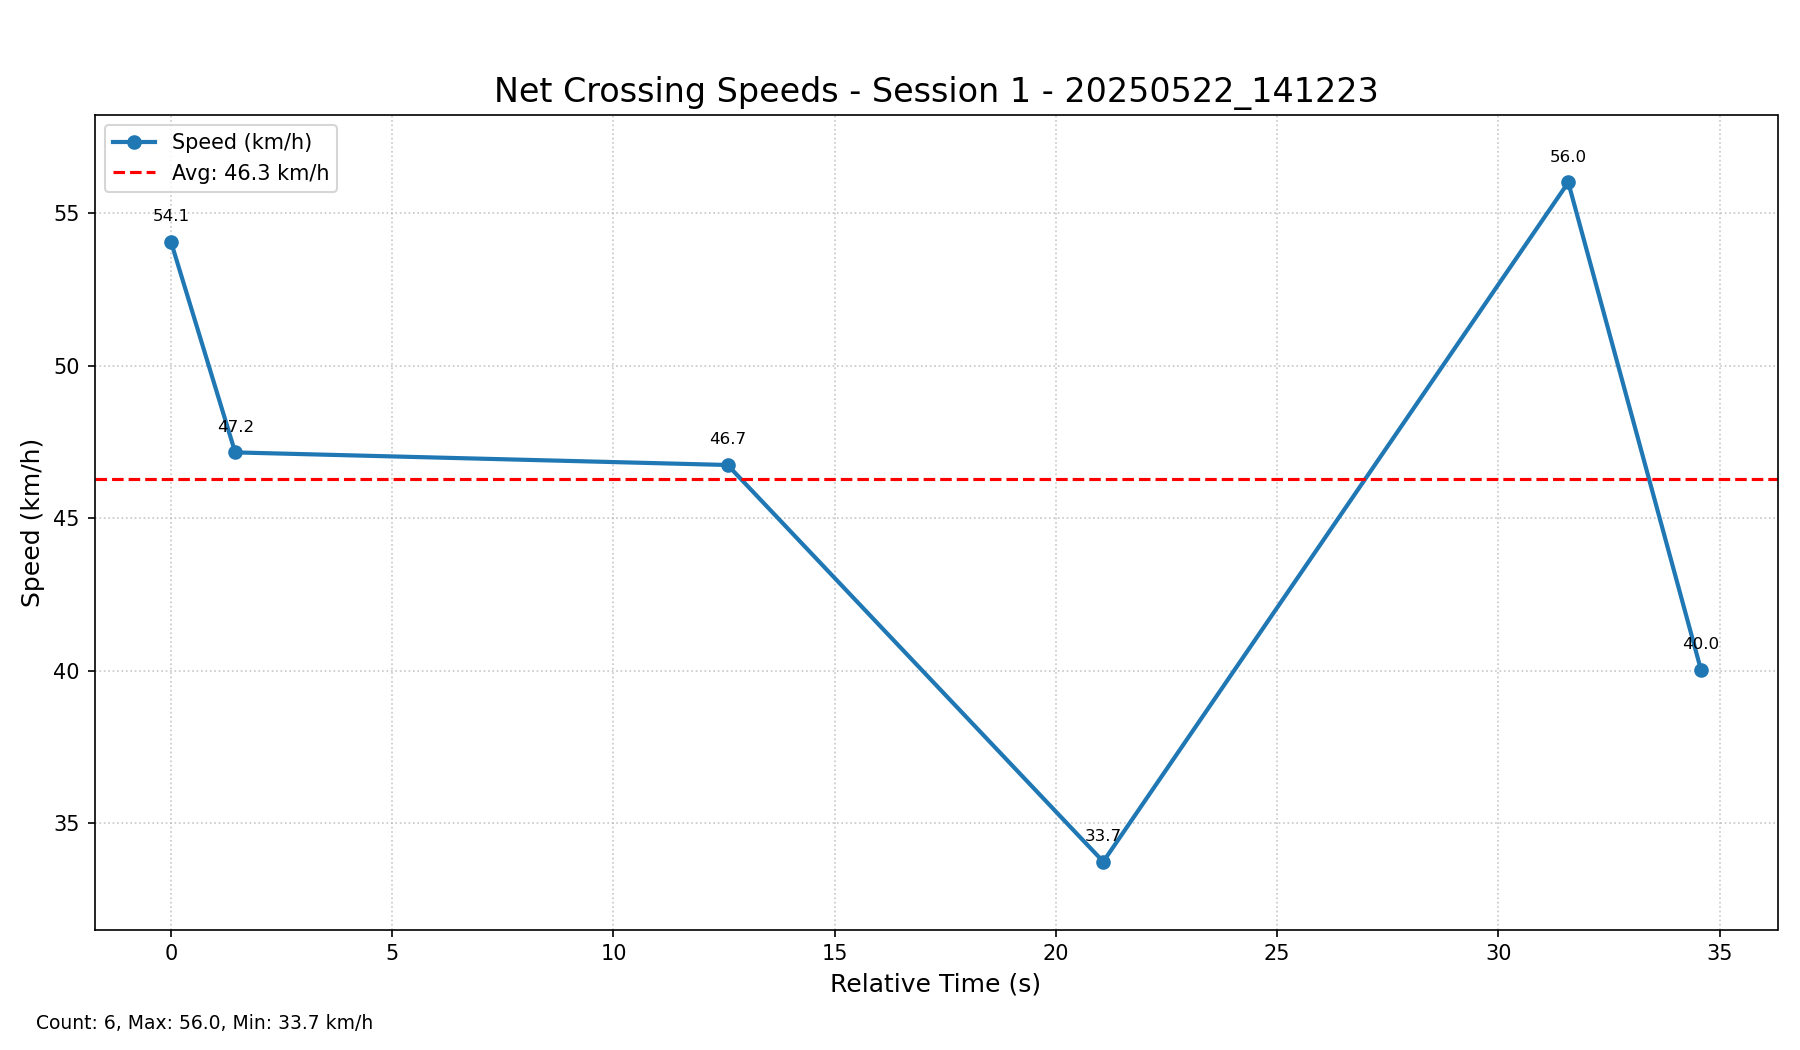 Net Crossing Speeds - Session 1 - 20250522_141223
Speed (km/h)
Avg: 46.3 km/h
54.1
47.2
46.7
33.7
56.0
40.0
55
50
45
40
35
Speed (km/h)
0 5 10 15 20 25 30 35
Relative Time (s)
Count: 6, Max: 56.0, Min: 33.7 km/h